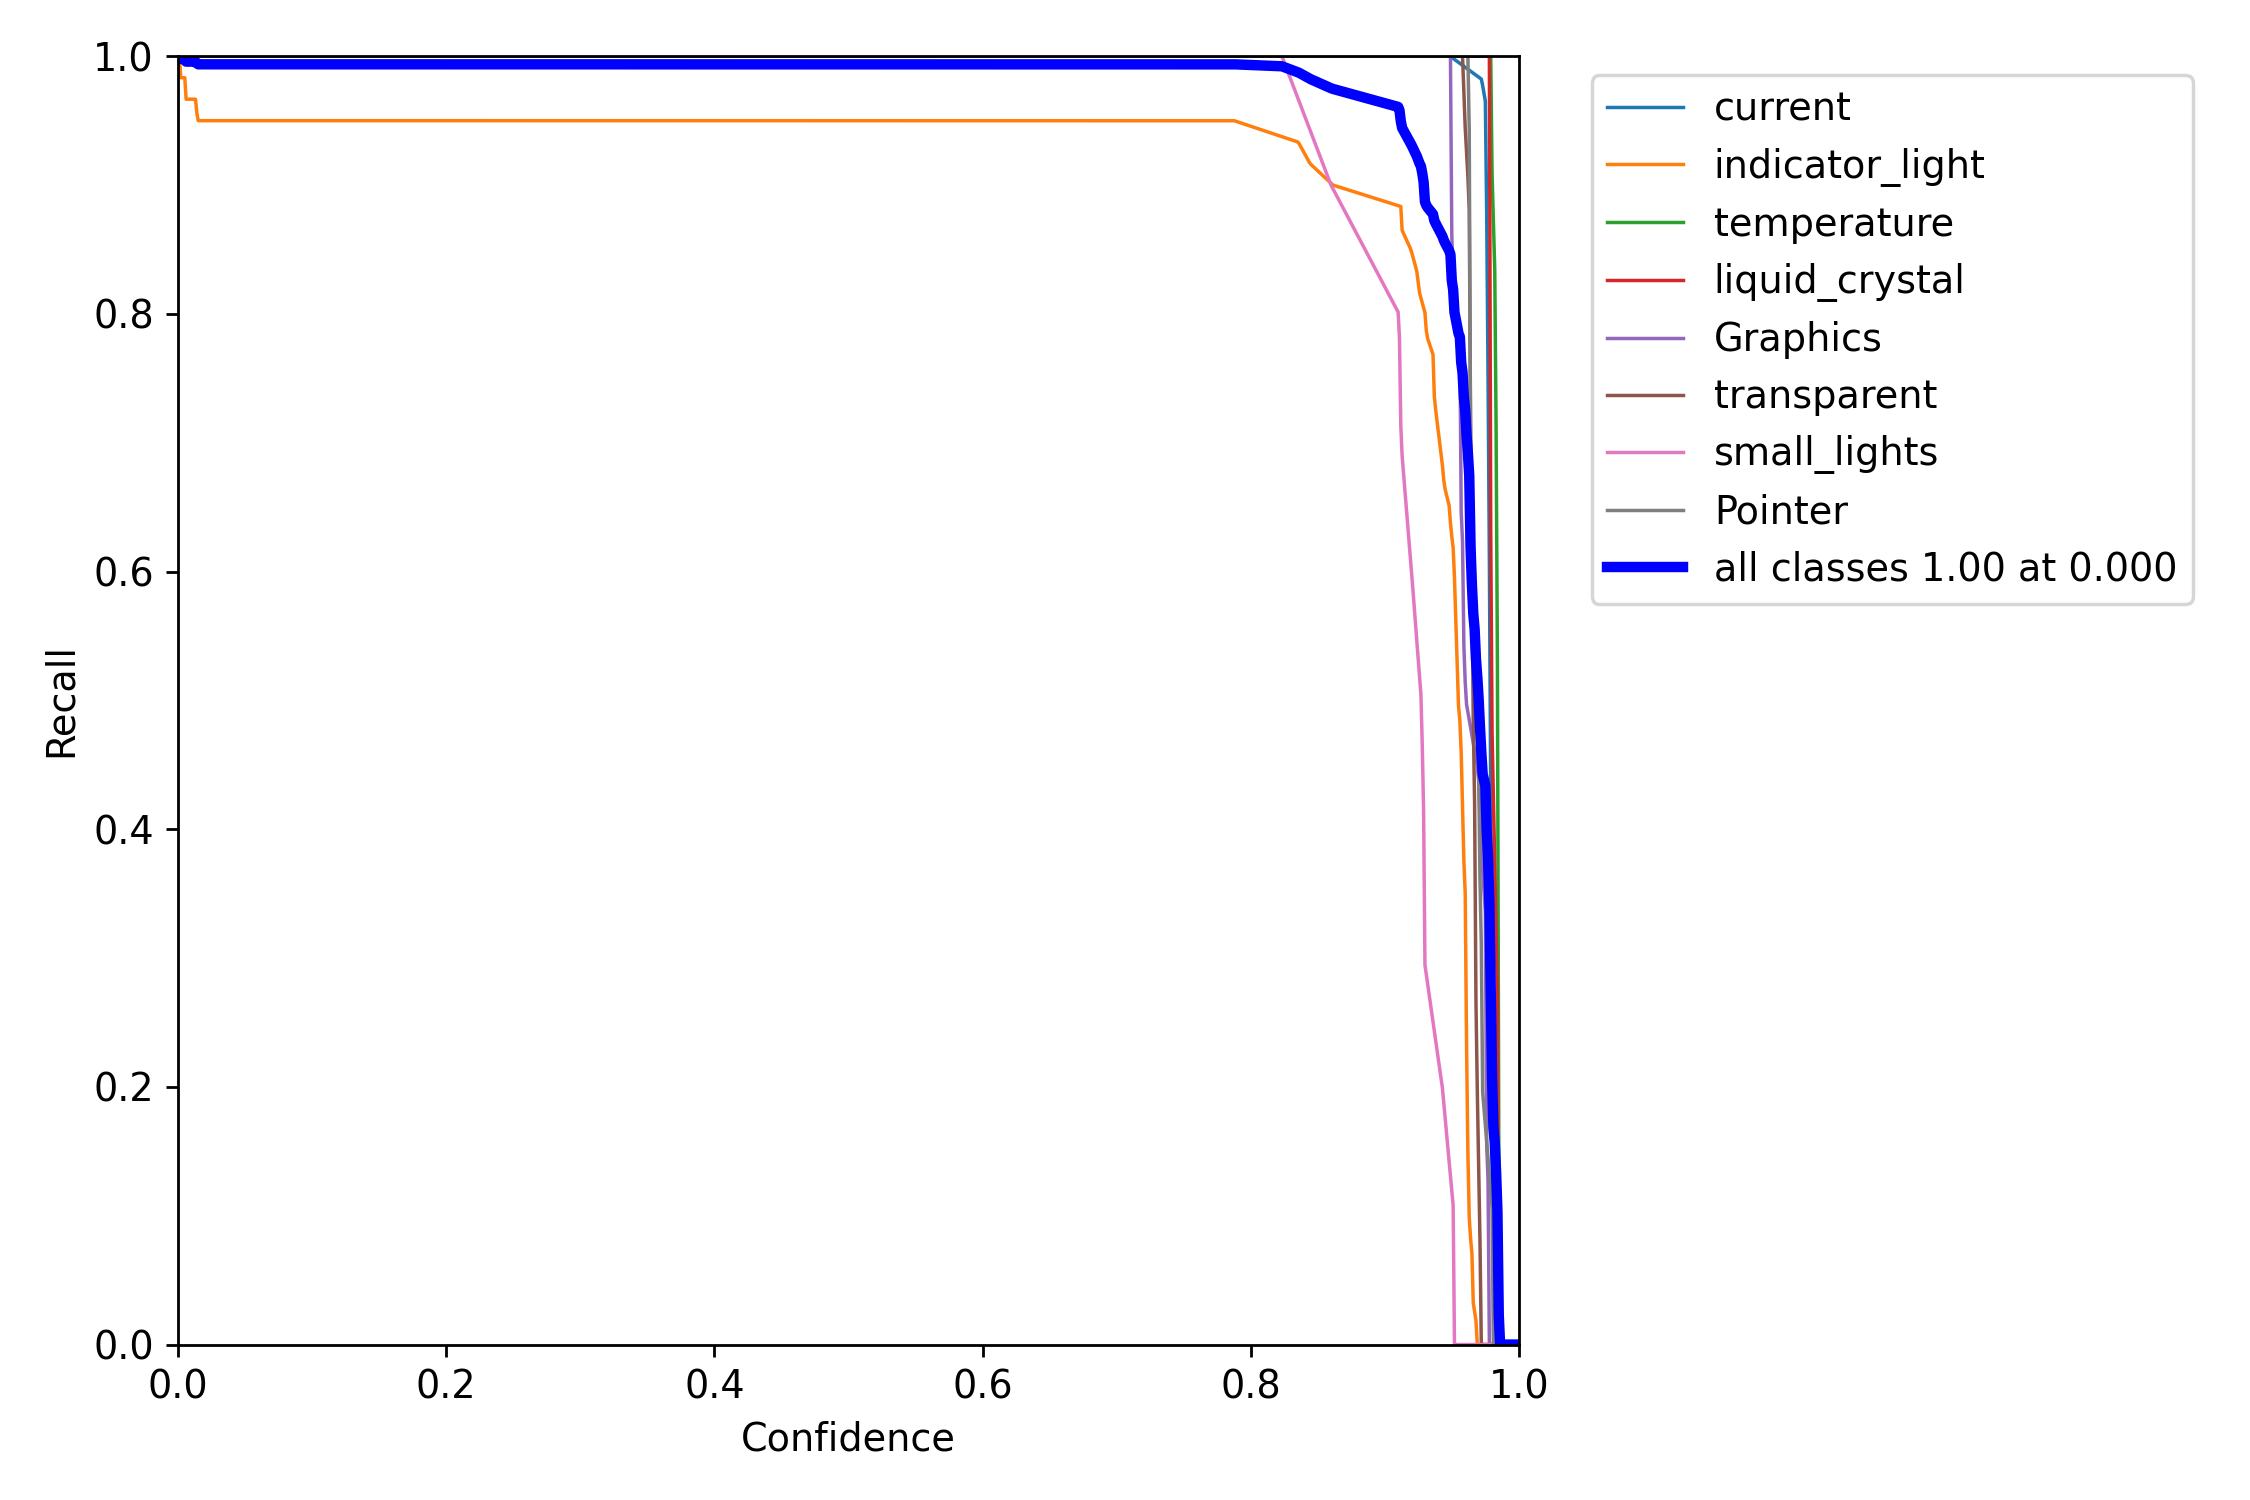 1.0
0.8
0.6
0.4
0.2
0.0
Recall
0.0 0.2 0.4 0.6 0.8 1.0
Confidence
current
indicator_light
temperature
liquid_crystal
Graphics
transparent
small_lights
Pointer
all classes 1.00 at 0.000